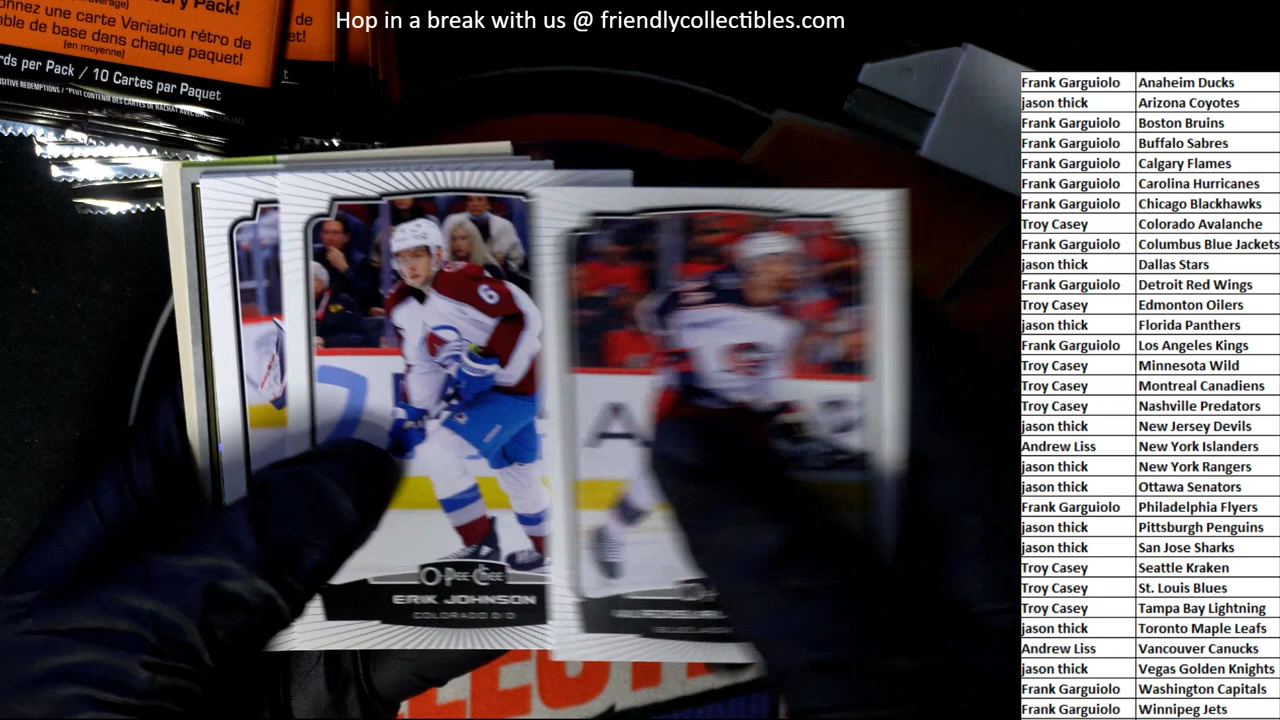 Hop in a break with us @ friendlycollectibles.com
ery Pack!
onnez une carte Variation rétro de
ble de base dans chaque paquet!
(en moyenne)
rds per Pack / 10 Cartes par Paquet
de
et!
Frank Garguiolo Anaheim Ducks
jason thick Arizona Coyotes
Frank Garguiolo Boston Bruins
Frank Garguiolo Buffalo Sabres
Frank Garguiolo Calgary Flames
Frank Garguiolo Carolina Hurricanes
Frank Garguiolo Chicago Blackhawks
Troy Casey Colorado Avalanche
Frank Garguiolo Columbus Blue Jackets
jason thick Dallas Stars
Frank Garguiolo Detroit Red Wings
Troy Casey Edmonton Oilers
jason thick Florida Panthers
Frank Garguiolo Los Angeles Kings
Troy Casey Minnesota Wild
Troy Casey Montreal Canadiens
Troy Casey Nashville Predators
jason thick New Jersey Devils
Andrew Liss New York Islanders
jason thick New York Rangers
jason thick Ottawa Senators
Frank Garguiolo Philadelphia Flyers
jason thick Pittsburgh Penguins
jason thick San Jose Sharks
Troy Casey Seattle Kraken
Troy Casey St. Louis Blues
Troy Casey Tampa Bay Lightning
jason thick Toronto Maple Leafs
Andrew Liss Vancouver Canucks
jason thick Vegas Golden Knights
Frank Garguiolo Washington Capitals
Frank Garguiolo Winnipeg Jets
6
O-Pee-Chee
ERIK JOHNSON
COLORADO D/D